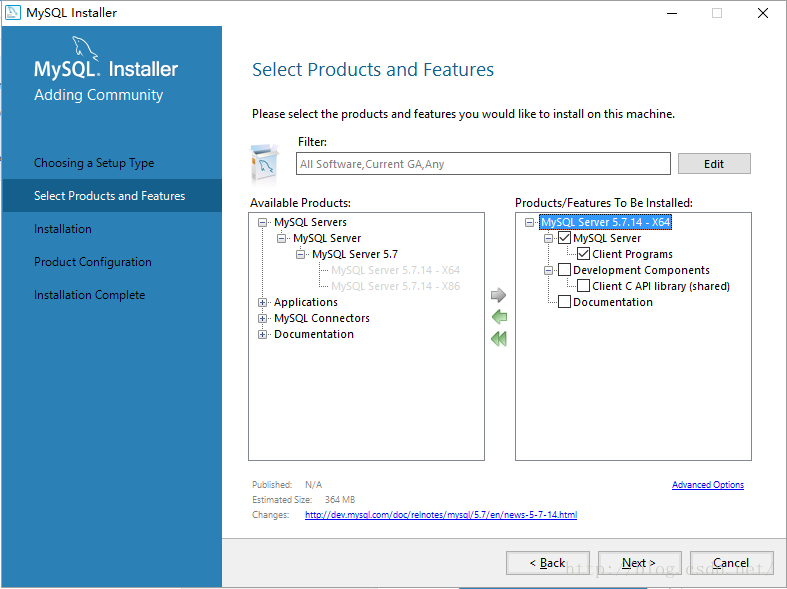 MySQL Installer
MySQL. Installer
Adding Community
Choosing a Setup Type
Select Products and Features
Installation
Product Configuration
Installation Complete
Select Products and Features
Please select the products and features you would like to install on this machine.
Filter:
All Software,Current GA,Any
Edit
Available Products:
MySQL Servers
MySQL Server
MySQL Server 5.7
MySQL Server 5.7.14 - X64
MySQL Server 5.7.14 - X86
Applications
MySQL Connectors
Documentation
Products/Features To Be Installed:
MySQL Server 5.7.14 - X64
MySQL Server
Client Programs
Development Components
Client C API library (shared)
Documentation
Published: N/A
Estimated Size: 364 MB
Changes: http://dev.mysql.com/doc/relnotes/mysql/5.7/en/news-5-7-14.html
Advanced Options
< Back
Next >
Cancel
http://blog.csdn.net/